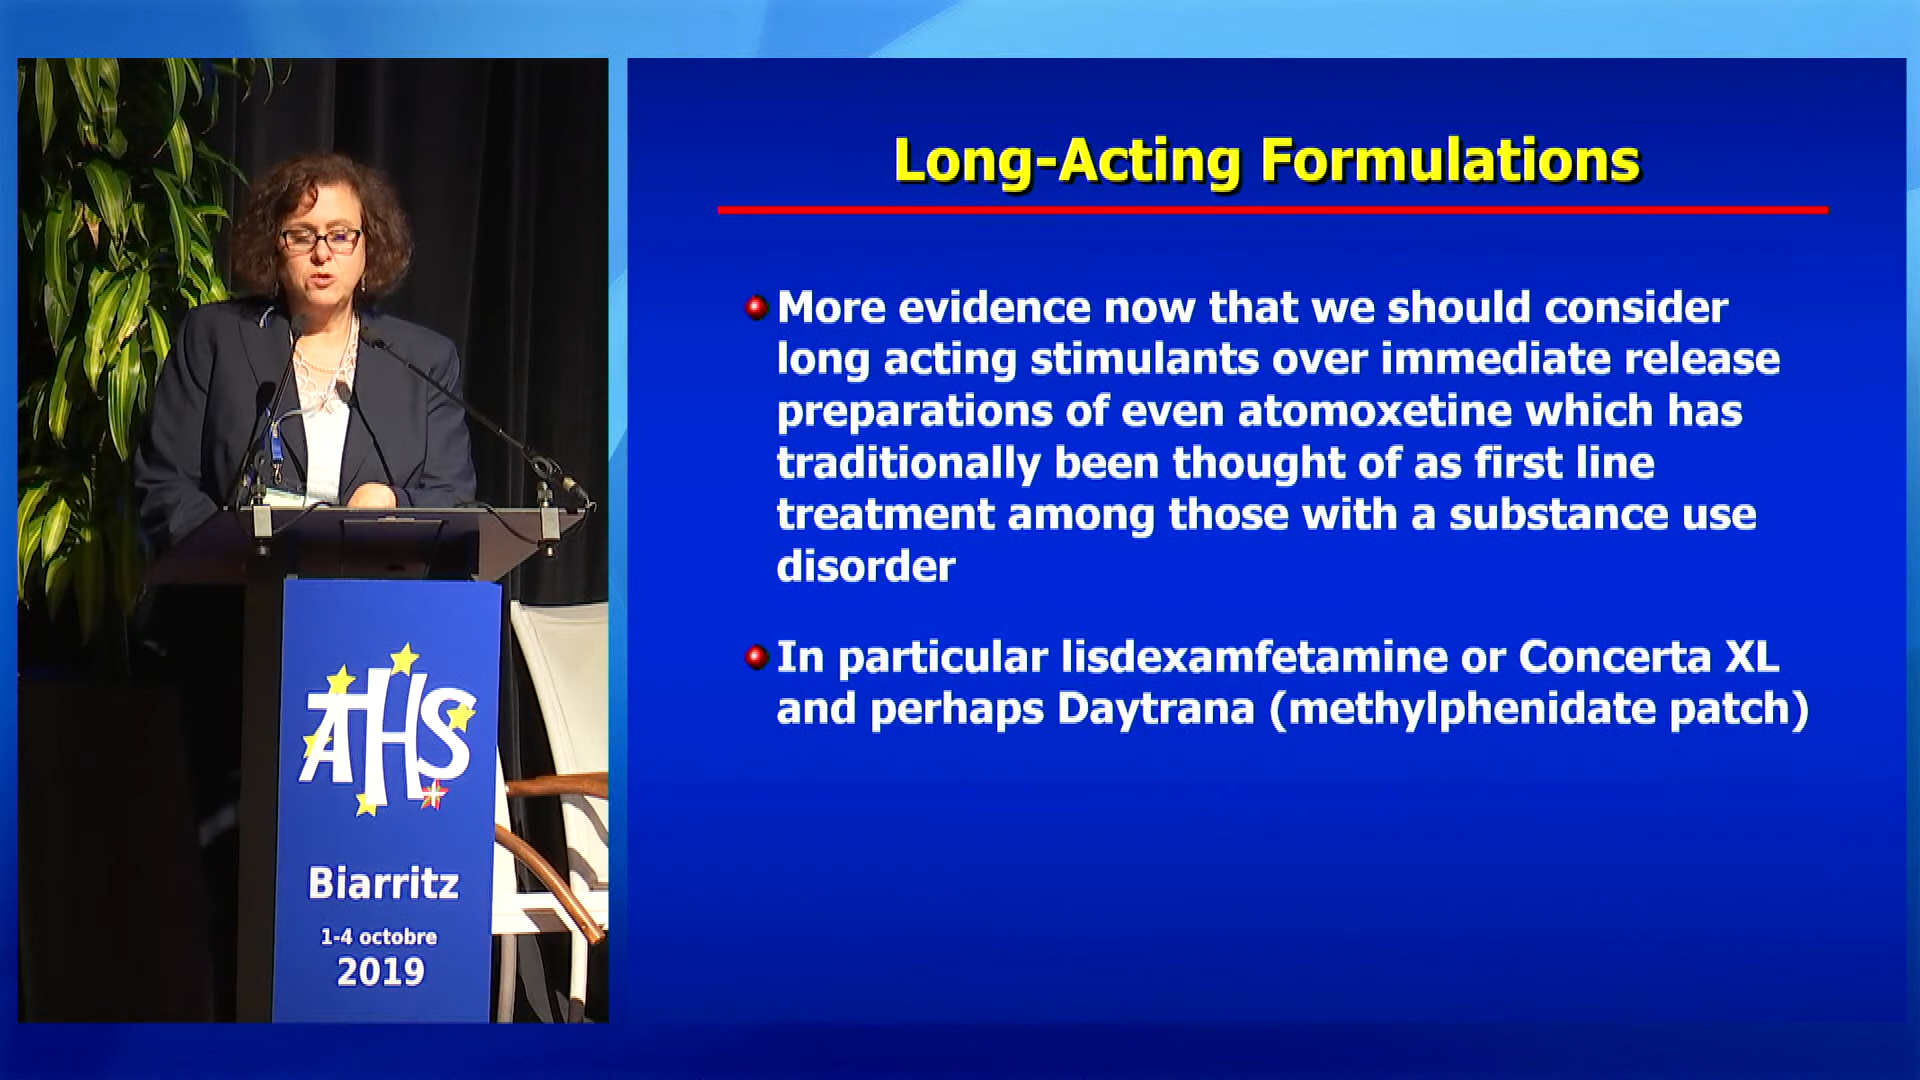 Long-Acting Formulations
More evidence now that we should consider
long acting stimulants over immediate release
preparations of even atomoxetine which has
traditionally been thought of as first line
treatment among those with a substance use
disorder
In particular lisdexamfetamine or Concerta XL
and perhaps Daytrana (methylphenidate patch)
ATHS
Biarritz
1-4 octobre
2019